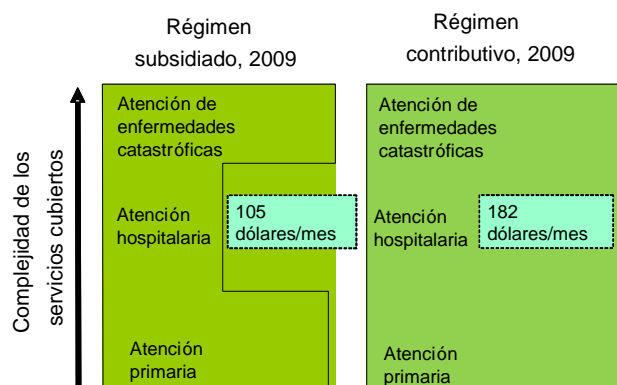 Régimen
subsidiado, 2009
Régimen
contributivo, 2009
Complejidad de los
servicios cubiertos
Atención de
enfermedades
catastróficas
Atención
hospitalaria
105
dólares/mes
Atención
primaria
Atención de
enfermedades
catastróficas
Atención
hospitalaria
182
dólares/mes
Atención
primaria